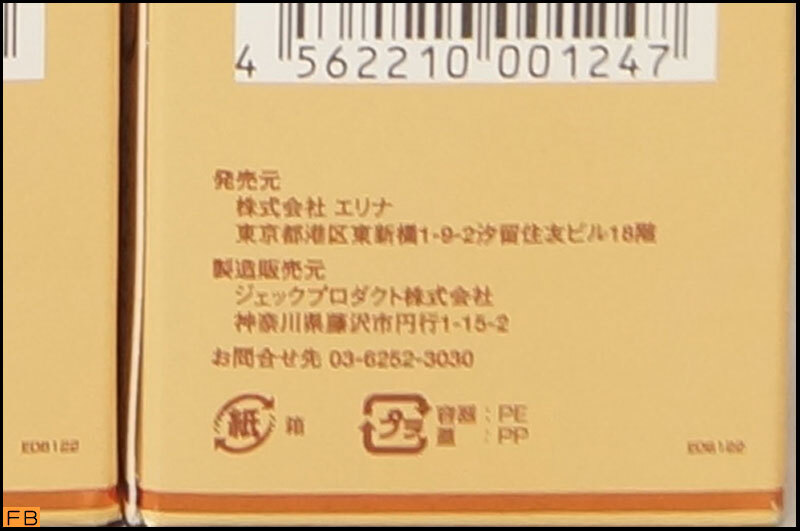 4 562210 001247
発売元
株式会社 エリナ
東京都港区東新橋1-9-2汐留住友ビル18階
製造販売元
ジェックプロダクト株式会社
神奈川県藤沢市円行1-15-2
お問合せ先 03-6252-3030
紙 箱
プラ 容器：PE
蓋：PP
FB